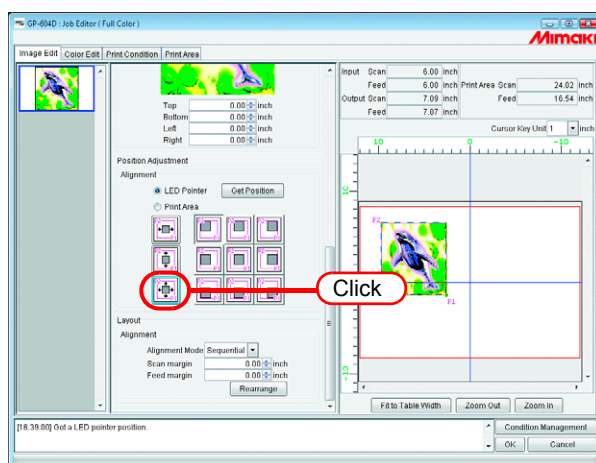 GP-604D : Job Editor ( Full Color )
Mimaki
Image Edit Color Edit Print Condition Print Area
Top 0.00 inch
Bottom 0.00 inch
Left 0.00 inch
Right 0.00 inch
Position Adjustment
Alignment
LED Pointer Get Position
Print Area
Click
Layout
Alignment
Alignment Mode Sequential
Scan margin 0.00 inch
Feed margin 0.00 inch
Rearrange
Input Scan 6.00 inch
Feed 6.00 inch Print Area Scan 24.02 inch
Output Scan 7.09 inch Feed 16.54 inch
Feed 7.87 inch
Cursor Key Unit 1 inch
10 0 -10
0
P2
P1
0
Fit to Table Width Zoom Out Zoom In
[16:39:00] Got a LED pointer position.
Condition Management
OK Cancel